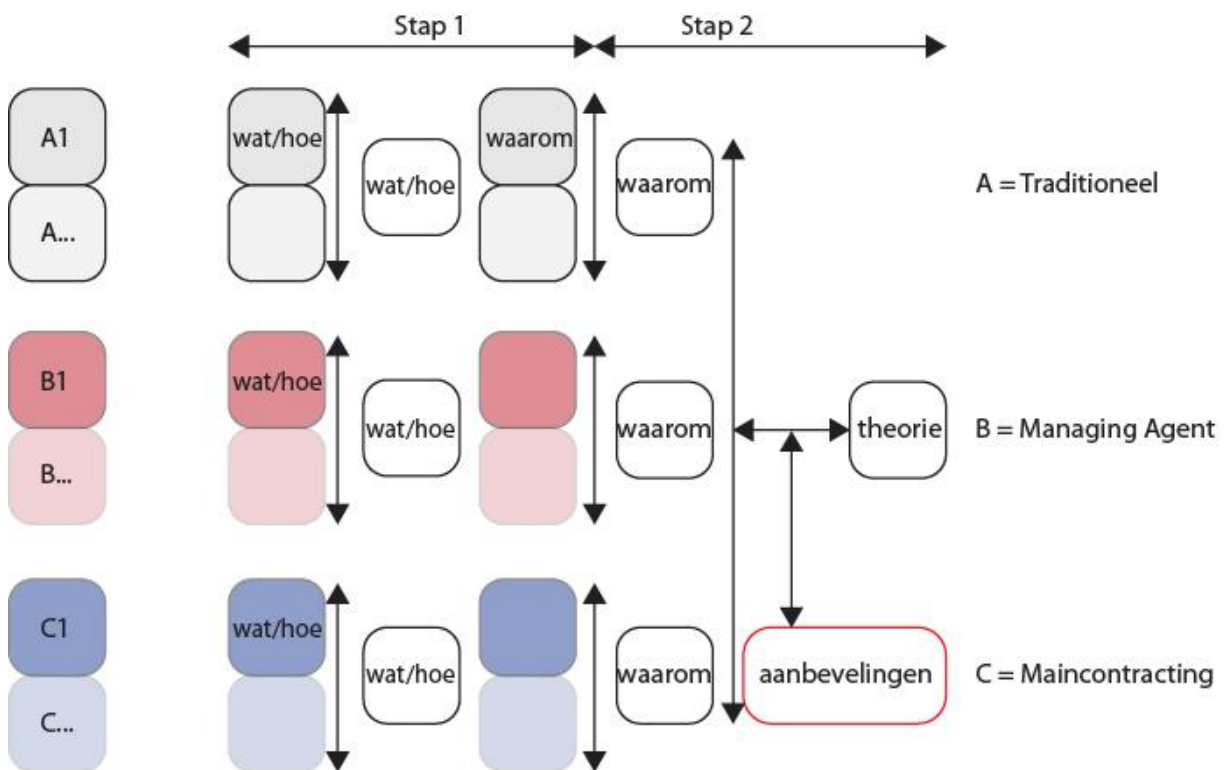 Stap 1
Stap 2
A1
wat/hoe
wat/hoe
waarom
waarom
A = Traditioneel
A...
B1
wat/hoe
wat/hoe
waarom
theorie
B = Managing Agent
B...
C1
wat/hoe
wat/hoe
waarom
aanbevelingen
C = Maincontracting
C...